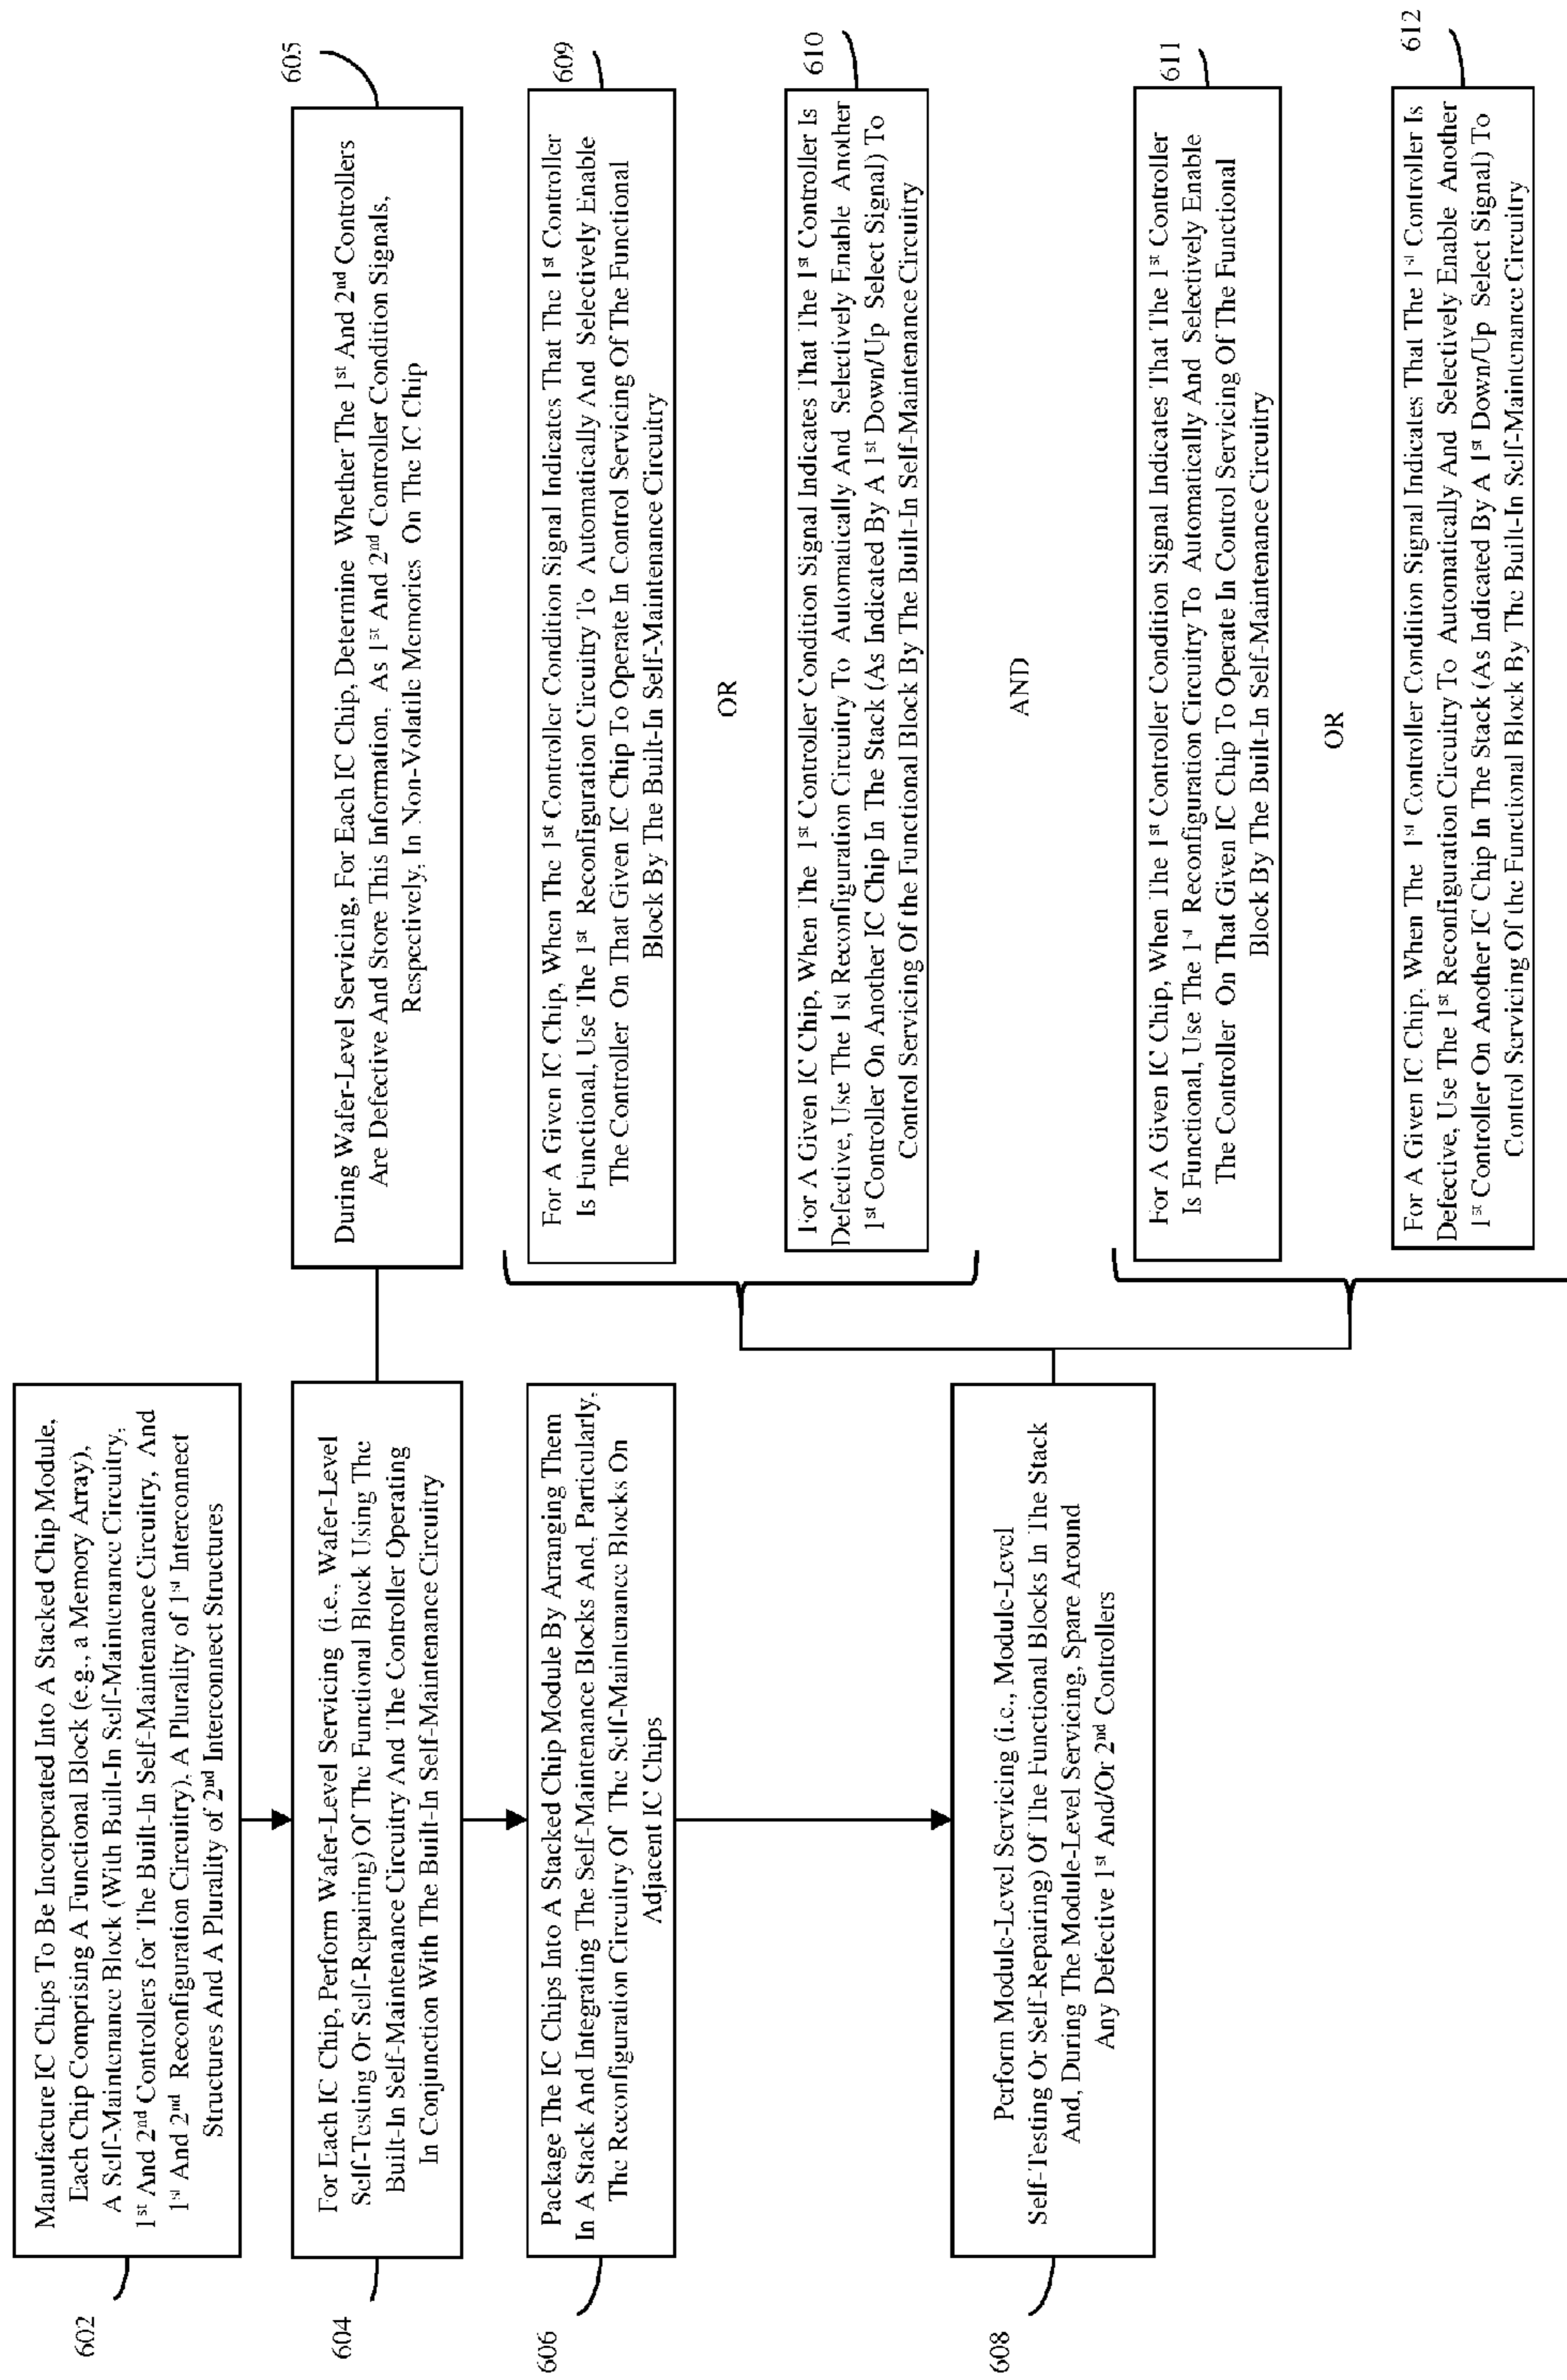 602
Manufacture IC Chips To Be Incorporated Into A Stacked Chip Module,
Each Chip Comprising A Functional Block (e.g., a Memory Array),
A Self-Maintenance Block (With Built-In Self-Maintenance Circuitry,
1st And 2nd Controllers for The Built-In Self-Maintenance Circuitry, And
1st And 2nd Reconfiguration Circuitry), A Plurality of 1st Interconnect
Structures And A Plurality of 2nd Interconnect Structures
604
For Each IC Chip, Perform Wafer-Level Servicing (i.e., Wafer-Level
Self-Testing Or Self-Repairing) Of The Functional Block Using The
Built-In Self-Maintenance Circuitry And The Controller Operating
In Conjunction With The Built-In Self-Maintenance Circuitry
605
During Wafer-Level Servicing, For Each IC Chip, Determine Whether The 1st And 2nd Controllers
Are Defective And Store This Information, As 1st And 2nd Controller Condition Signals,
Respectively, In Non-Volatile Memories On The IC Chip
606
Package The IC Chips Into A Stacked Chip Module By Arranging Them
In A Stack And Integrating The Self-Maintenance Blocks And, Particularly,
The Reconfiguration Circuitry Of The Self-Maintenance Blocks On
Adjacent IC Chips
608
Perform Module-Level Servicing (i.e., Module-Level
Self-Testing Or Self-Repairing) Of The Functional Blocks In The Stack
And, During The Module-Level Servicing, Spare Around
Any Defective 1st And/Or 2nd Controllers
609
For A Given IC Chip, When The 1st Controller Condition Signal Indicates That The 1st Controller
Is Functional, Use The 1st Reconfiguration Circuitry To Automatically And Selectively Enable
The Controller On That Given IC Chip To Operate In Control Servicing Of The Functional
Block By The Built-In Self-Maintenance Circuitry
OR
610
For A Given IC Chip, When The 1st Controller Condition Signal Indicates That The 1st Controller Is
Defective, Use The 1st Reconfiguration Circuitry To Automatically And Selectively Enable Another
1st Controller On Another IC Chip In The Stack (As Indicated By A 1st Down/Up Select Signal) To
Control Servicing Of the Functional Block By The Built-In Self-Maintenance Circuitry
AND
611
For A Given IC Chip, When The 1st Controller Condition Signal Indicates That The 1st Controller
Is Functional, Use The 1st Reconfiguration Circuitry To Automatically And Selectively Enable
The Controller On That Given IC Chip To Operate In Control Servicing Of The Functional
Block By The Built-In Self-Maintenance Circuitry
OR
612
For A Given IC Chip, When The 1st Controller Condition Signal Indicates That The 1st Controller Is
Defective, Use The 1st Reconfiguration Circuitry To Automatically And Selectively Enable Another
1st Controller On Another IC Chip In The Stack (As Indicated By A 1st Down/Up Select Signal) To
Control Servicing Of the Functional Block By The Built-In Self-Maintenance Circuitry